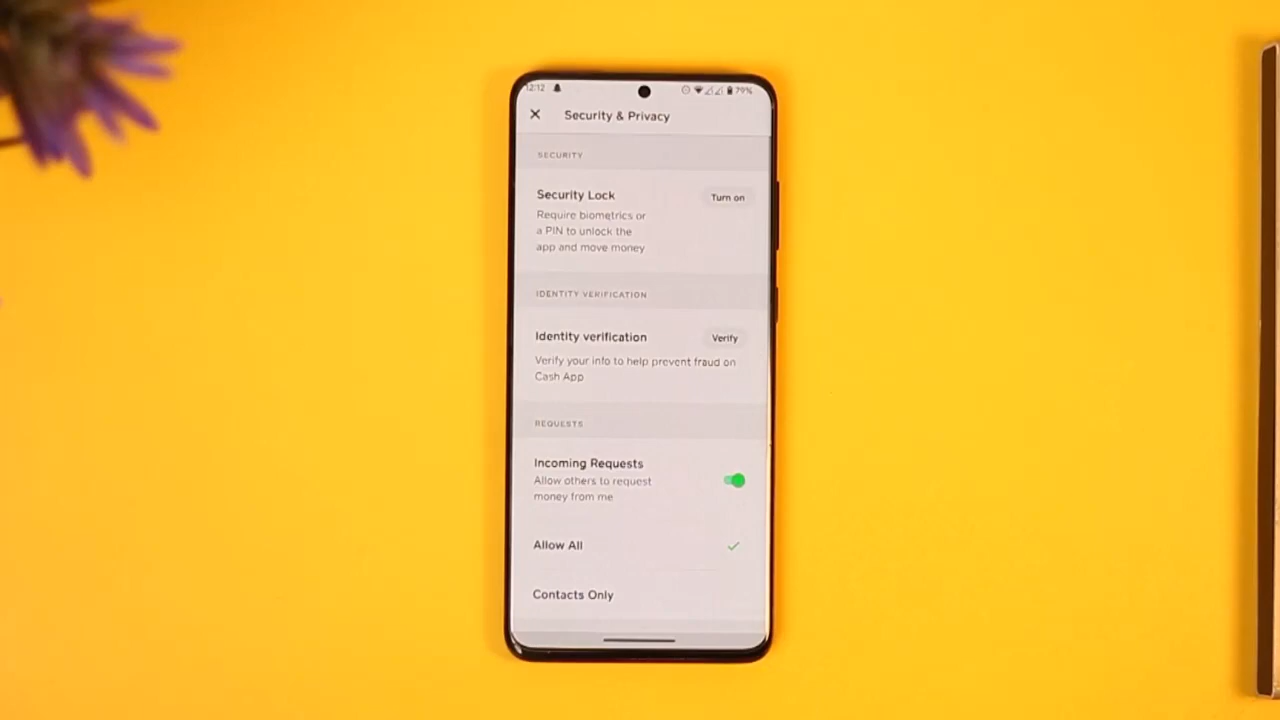 12:12 79%
Security & Privacy
SECURITY
Security Lock Turn on
Require biometrics or
a PIN to unlock the
app and move money
IDENTITY VERIFICATION
Identity verification Verify
Verify your info to help prevent fraud on
Cash App
REQUESTS
Incoming Requests
Allow others to request
money from me
Allow All
Contacts Only